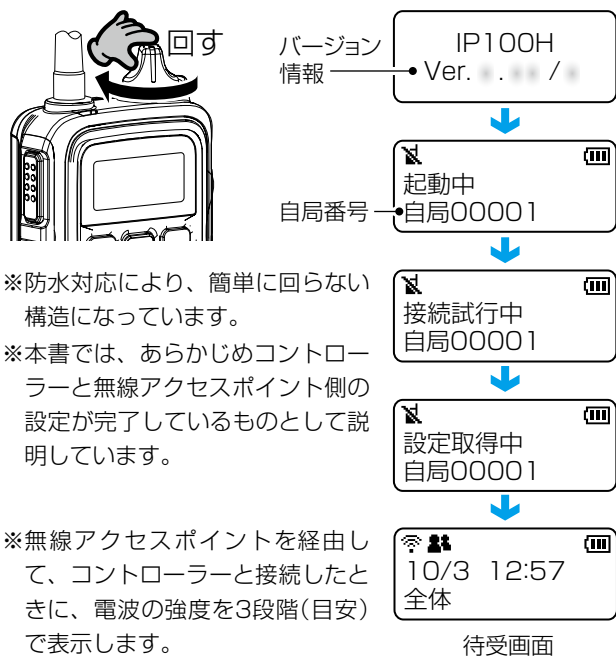 回す
バージョン
情報
IP100H
Ver. . /
起動中
自局番号
自局00001
接続試行中
自局00001
設定取得中
自局00001
10/3 12:57
全体
待受画面
※防水対応により、簡単に回らない
構造になっています。
※本書では、あらかじめコントロー
ラーと無線アクセスポイント側の
設定が完了しているものとして説
明しています。
※無線アクセスポイントを経由し
て、コントローラーと接続したと
きに、電波の強度を3段階(目安)
で表示します。